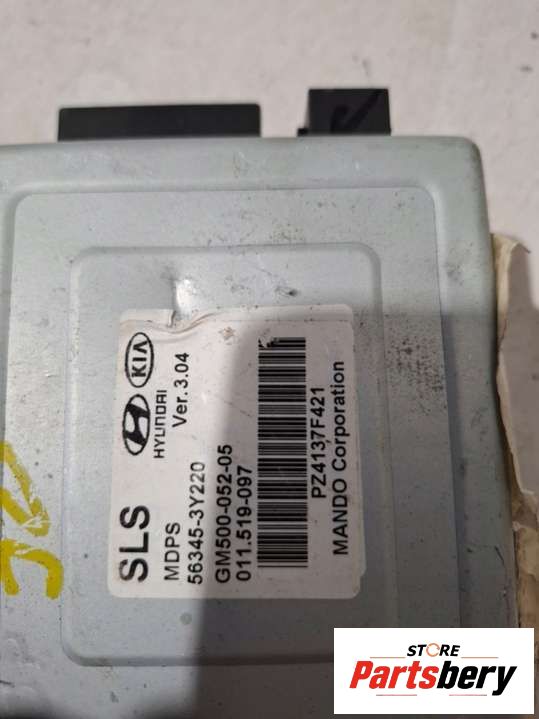 SLS
HYUNDAI
KIA
MDPS
Ver.3.04
56345-3Y220
GM500-052-05
011.519-097
PZ4137F421
MANDO Corporation
STORE
Partsbery